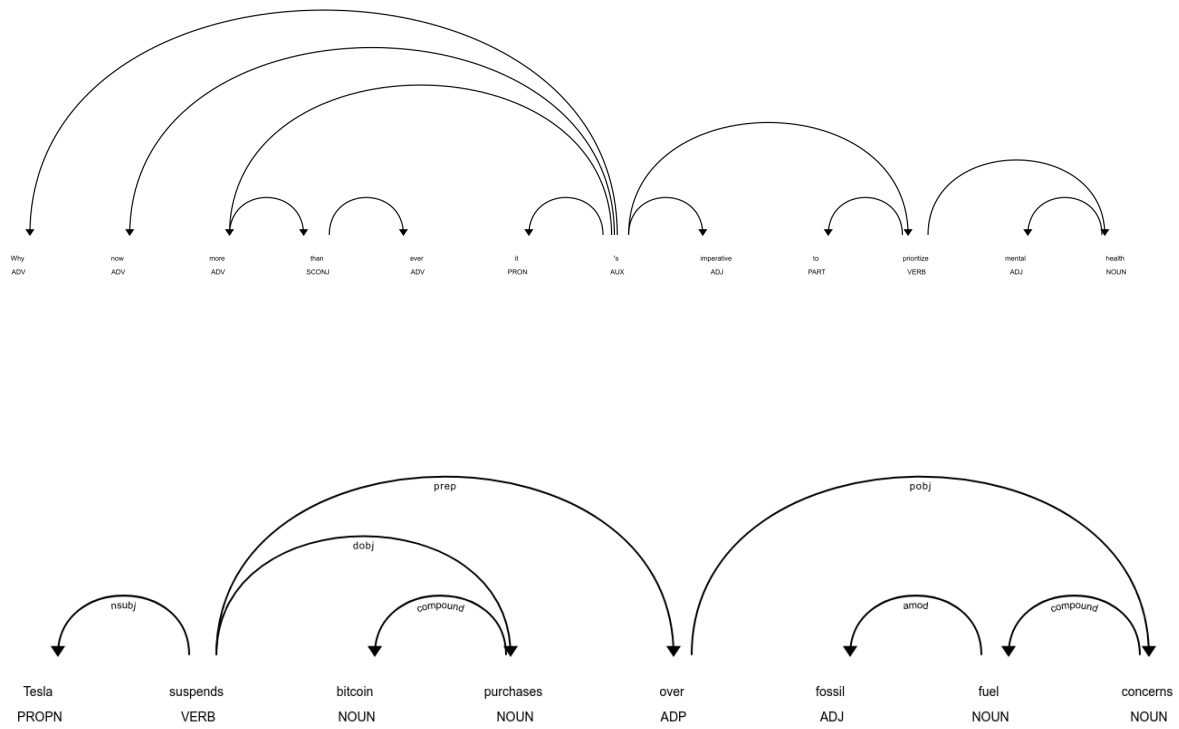 Why now more than ever it 's imperative to prioritize mental health
ADV ADV ADV SCONJ ADV PRON AUX ADJ PART VERB ADJ NOUN
prep pobj
dobj
nsubj compound amod compound
Tesla suspends bitcoin purchases over fossil fuel concerns
PROPN VERB NOUN NOUN ADP ADJ NOUN NOUN